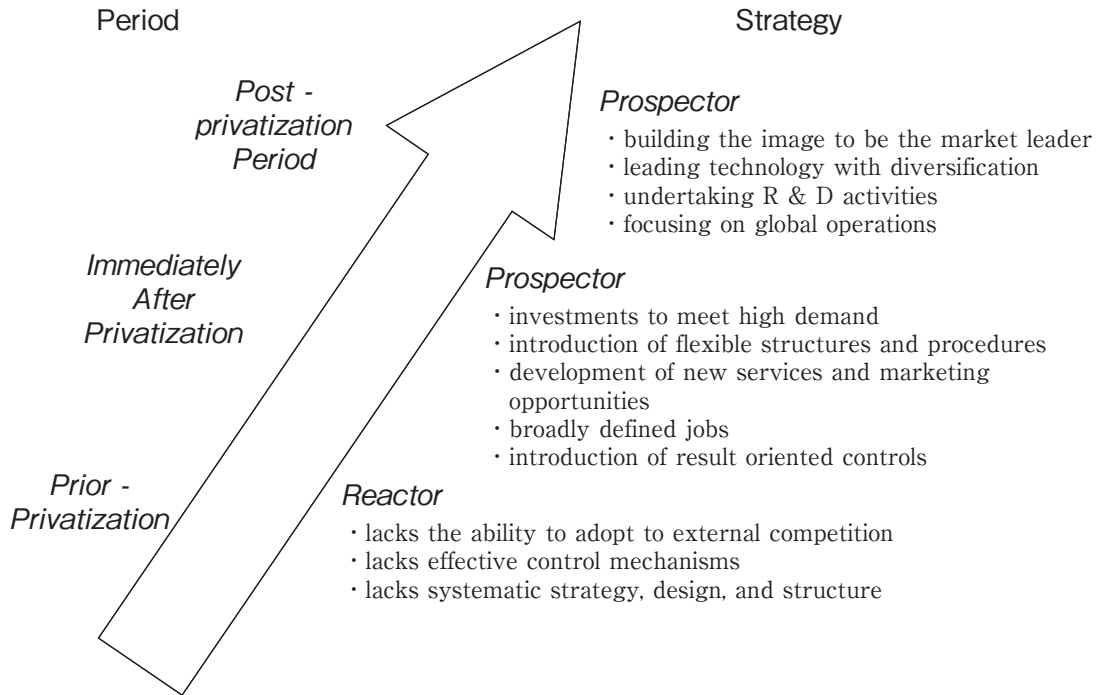 Period
Strategy
Post -
privatization
Period
Prospector
・building the image to be the market leader
・leading technology with diversification
・undertaking R & D activities
・focusing on global operations
Immediately
After
Privatization
Prospector
・investments to meet high demand
・introduction of flexible structures and procedures
・development of new services and marketing
opportunities
・broadly defined jobs
・introduction of result oriented controls
Prior -
Privatization
Reactor
・lacks the ability to adopt to external competition
・lacks effective control mechanisms
・lacks systematic strategy, design, and structure